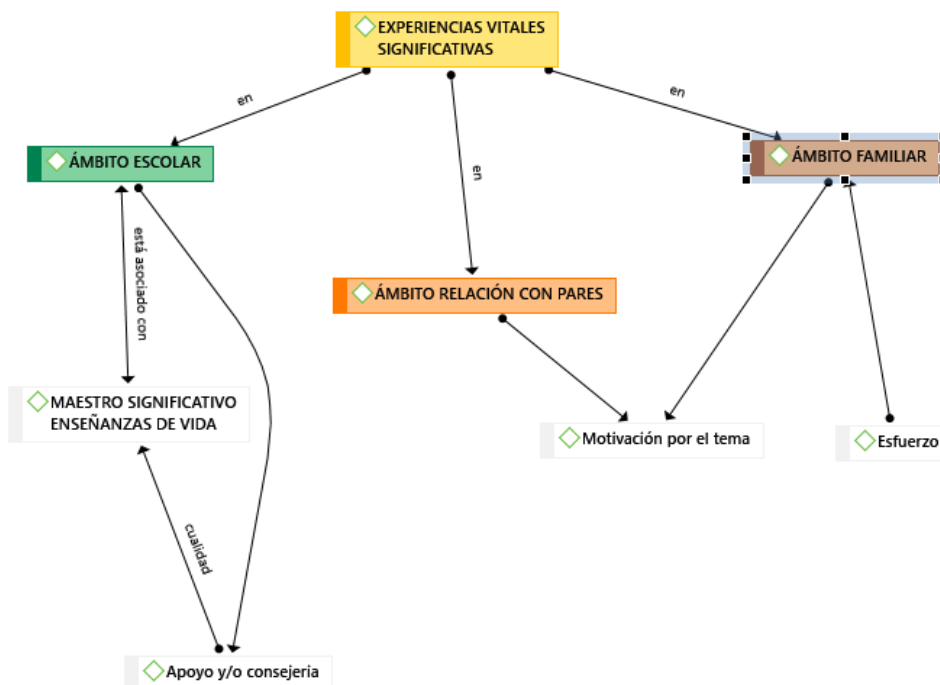 EXPERIENCIAS VITALES
SIGNIFICATIVAS
en
en
en
ÁMBITO ESCOLAR
ÁMBITO FAMILIAR
está asociado con
ÁMBITO RELACIÓN CON PARES
MAESTRO SIGNIFICATIVO
ENSEÑANZAS DE VIDA
Motivación por el tema
Esfuerzo
cualidad
Apoyo y/o consejeria